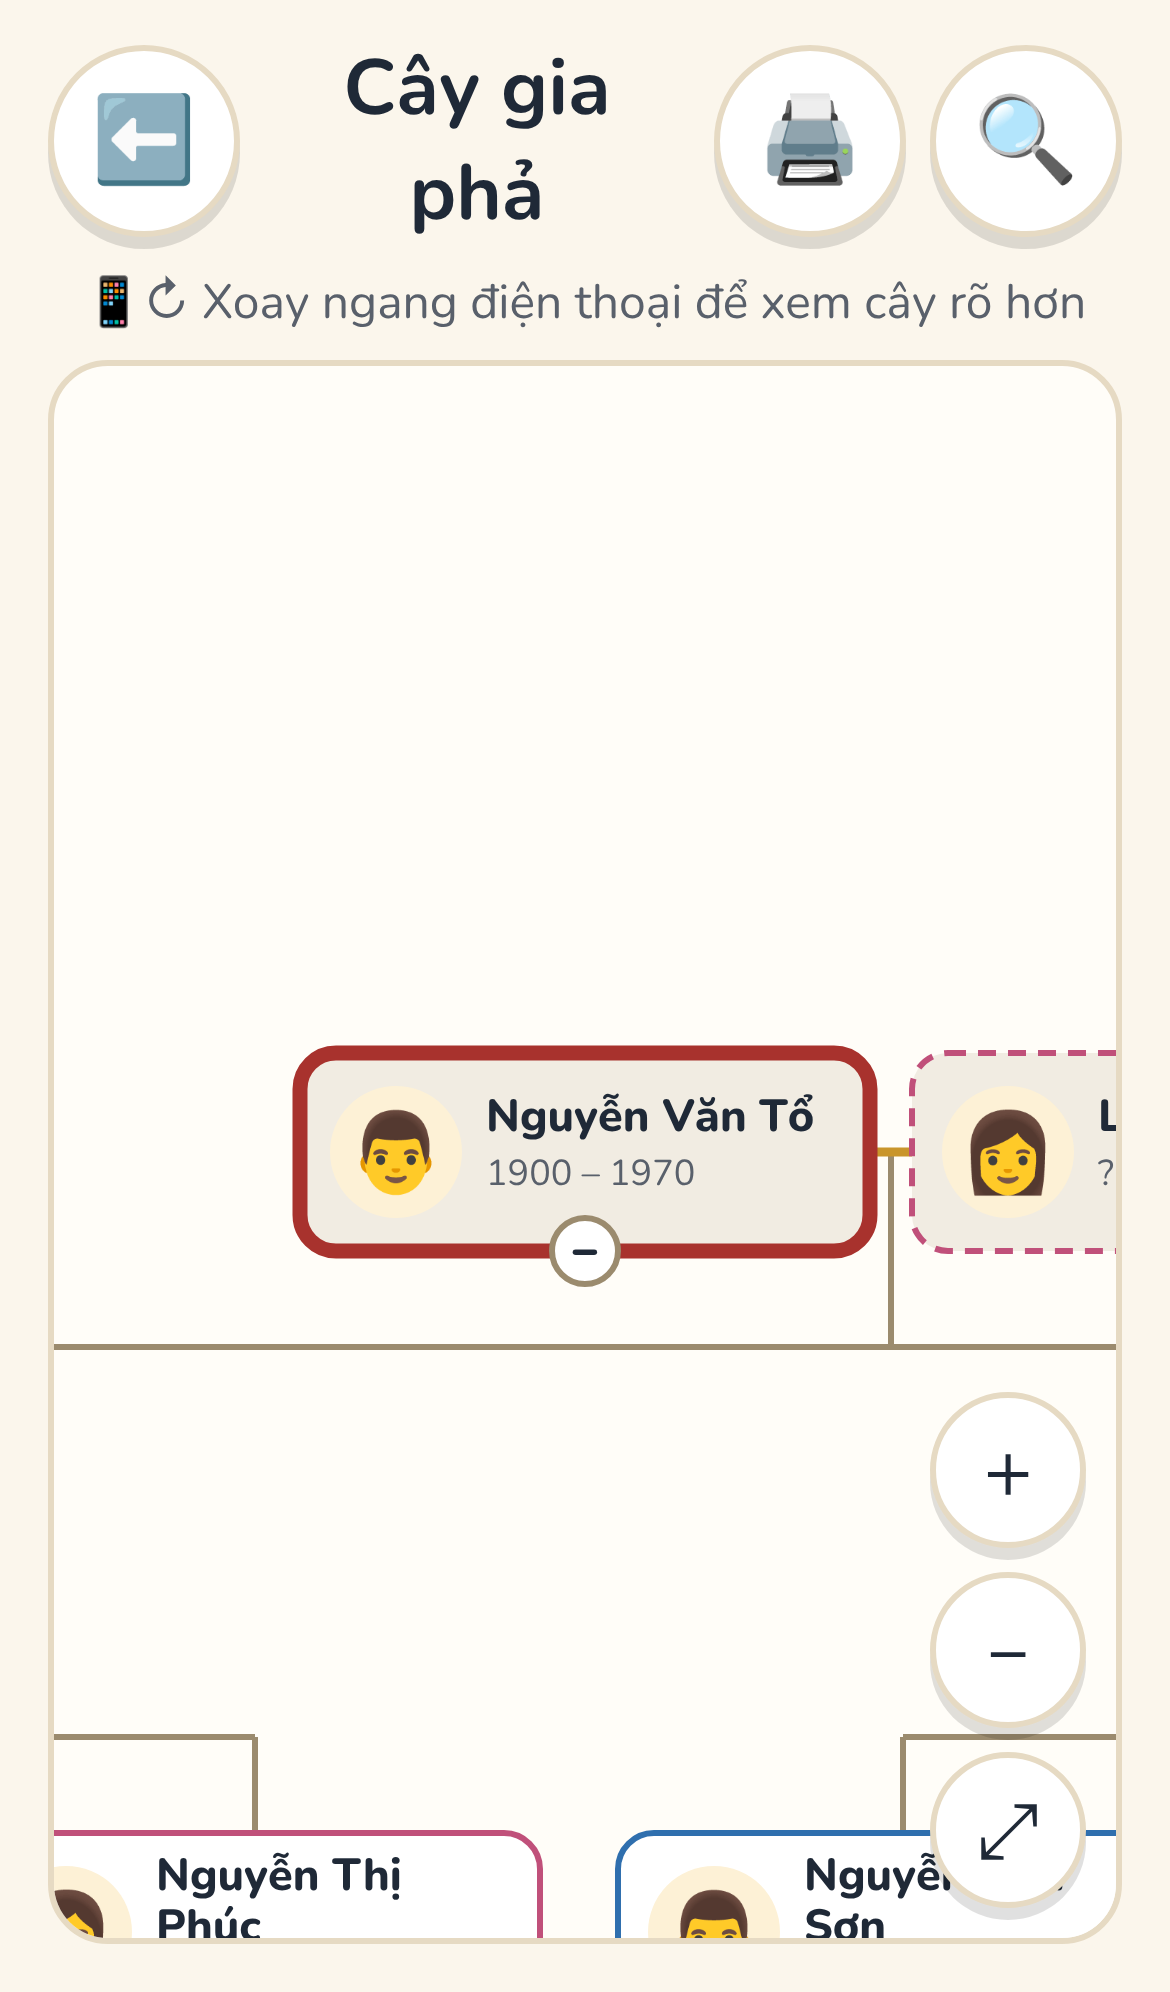 Cây gia
phả
Xoay ngang điện thoại để xem cây rõ hơn
Nguyễn Văn Tổ
1900 – 1970
L
?
Nguyễn Thị
Phúc
Sơn